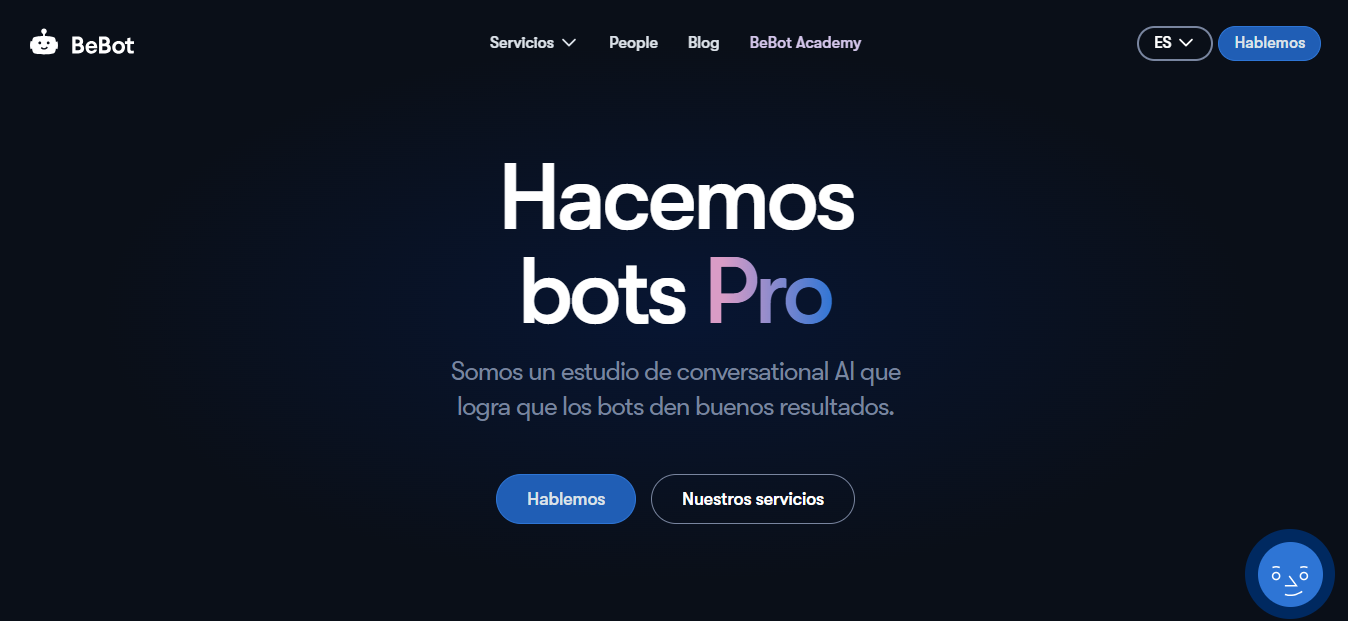 BeBot
Servicios
People
Blog
BeBot Academy
ES
Hablemos
Hacemos
bots Pro
Somos un estudio de conversational AI que
logra que los bots den buenos resultados.
Hablemos
Nuestros servicios